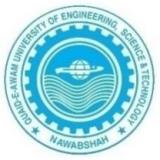 QUAID-E-AWAM UNIVERSITY OF ENGINEERING, SCIENCE & TECHNOLOGY
NAWABSHAH